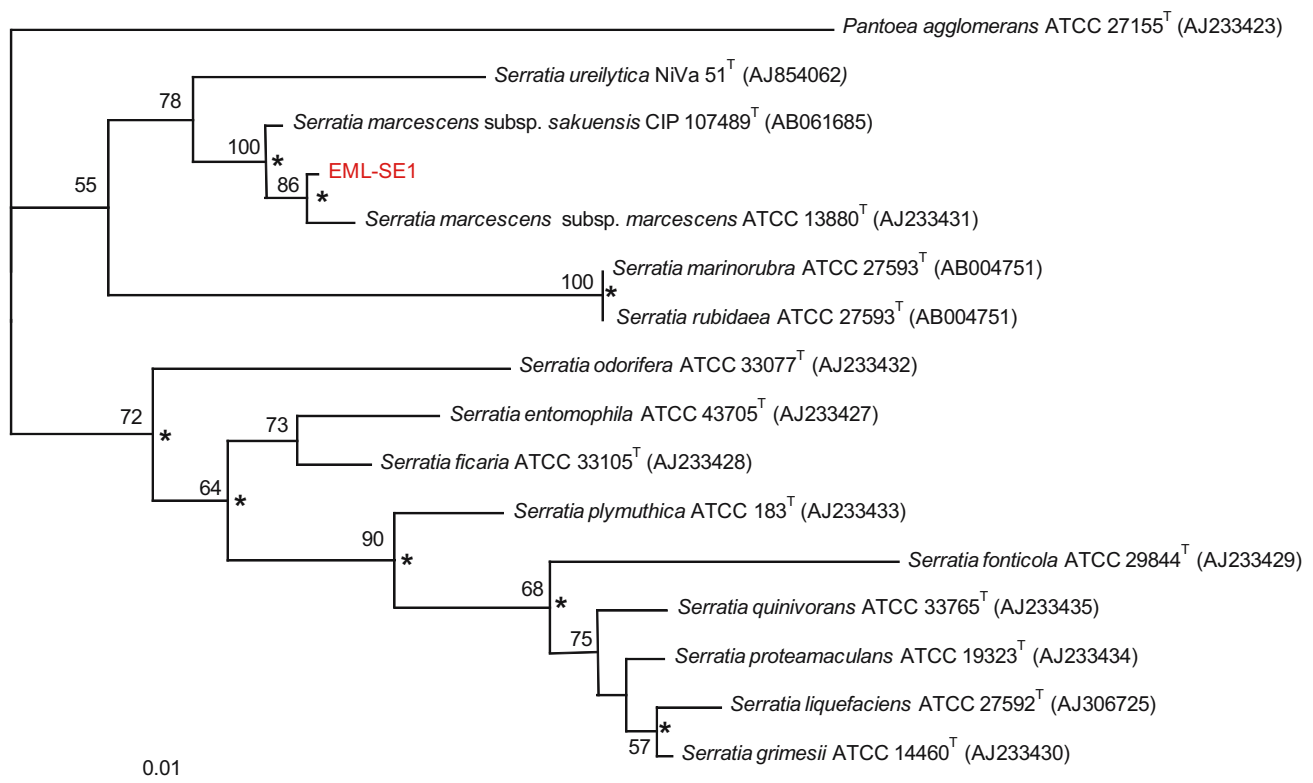 Pantoea agglomerans ATCC 27155T (AJ233423)
Serratia ureilytica NiVa 51T (AJ854062)
78
Serratia marcescens subsp. sakuensis CIP 107489T (AB061685)
100 *
EML-SE1
55
86 *
Serratia marcescens subsp. marcescens ATCC 13880T (AJ233431)
Serratia marinorubra ATCC 27593T (AB004751)
100 *
Serratia rubidaea ATCC 27593T (AB004751)
Serratia odorifera ATCC 33077T (AJ233432)
72 *
Serratia entomophila ATCC 43705T (AJ233427)
73
Serratia ficaria ATCC 33105T (AJ233428)
64 *
Serratia plymuthica ATCC 183T (AJ233433)
90 *
Serratia fonticola ATCC 29844T (AJ233429)
68 *
Serratia quinivorans ATCC 33765T (AJ233435)
75
Serratia proteamaculans ATCC 19323T (AJ233434)
Serratia liquefaciens ATCC 27592T (AJ306725)
57 *
Serratia grimesii ATCC 14460T (AJ233430)
0.01